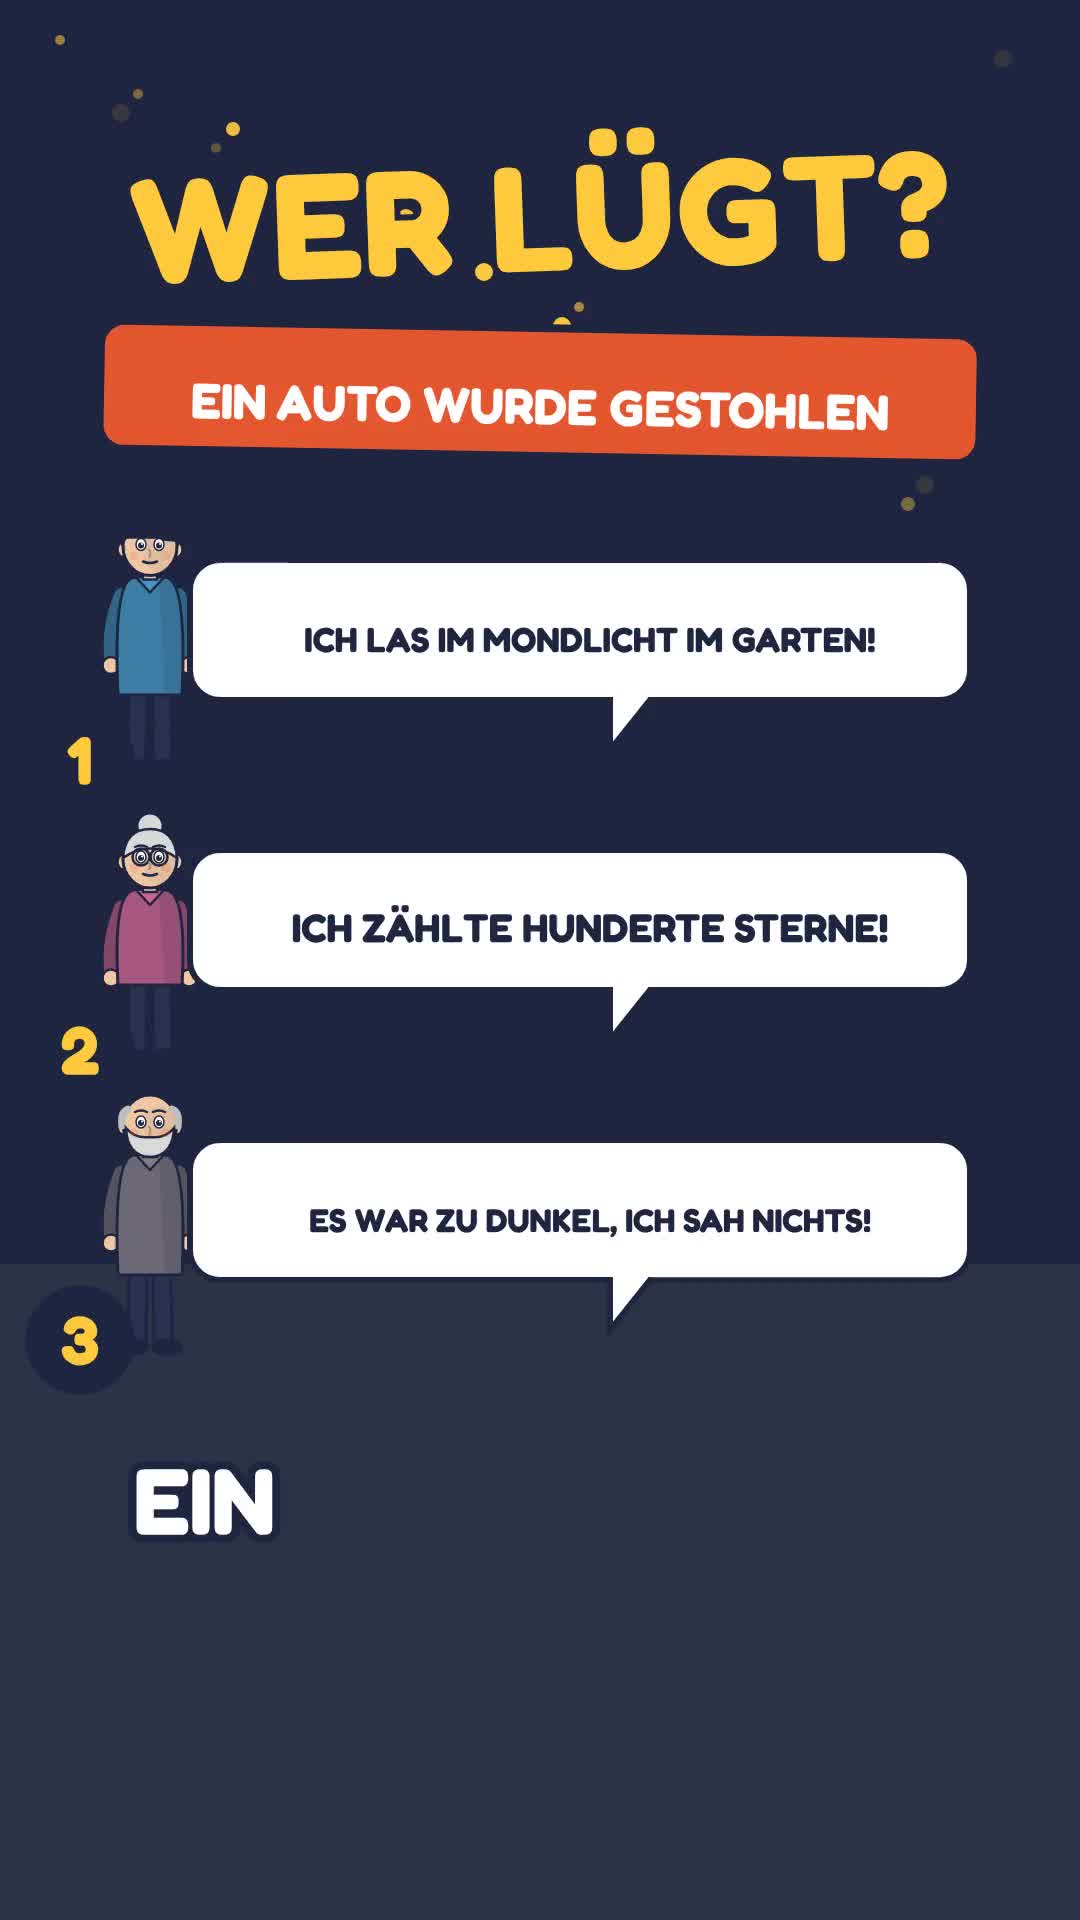 WER LÜGT?
EIN AUTO WURDE GESTOHLEN
ICH LAS IM MONDLICHT IM GARTEN!
1
ICH ZÄHLTE HUNDERTE STERNE!
2
ES WAR ZU DUNKEL, ICH SAH NICHTS!
3
EIN